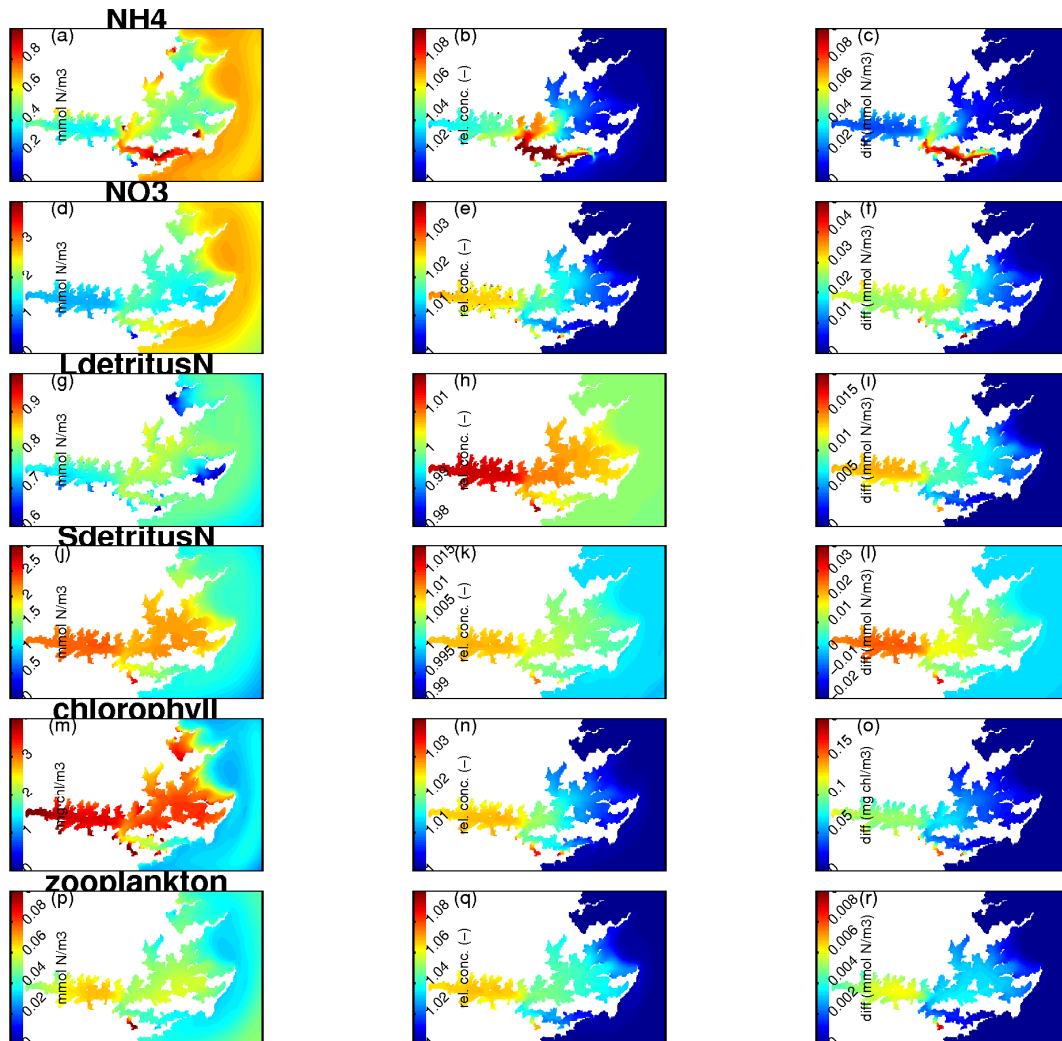 NH4
(a)
0 0.2 0.4 0.6 0.8
mmol N/m3
(b)
1 1.02 1.04 1.06 1.08
rel. conc. (−)
(c)
0 0.02 0.04 0.06 0.08
diff (mmol N/m3)
NO3
(d)
0 1 2 3
mmol N/m3
(e)
1 1.01 1.02 1.03
rel. conc. (−)
(f)
0 0.01 0.02 0.03 0.04
diff (mmol N/m3)
LdetritusN
(g)
0.6 0.7 0.8 0.9
mmol N/m3
(h)
0.98 0.99 1 1.01
rel. conc. (−)
(i)
0 0.005 0.01 0.015
diff (mmol N/m3)
SdetritusN
(j)
0 0.5 1 1.5 2 2.5
mmol N/m3
(k)
0.99 0.995 1 1.005 1.01 1.015
rel. conc. (−)
(l)
−0.02 −0.01 0 0.01 0.02 0.03
diff (mmol N/m3)
chlorophyll
(m)
0 1 2 3
mg chl/m3
(n)
1 1.01 1.02 1.03
rel. conc. (−)
(o)
0 0.05 0.1 0.15
diff (mg chl/m3)
zooplankton
(p)
0.02 0.04 0.06 0.08
mmol N/m3
(q)
1.02 1.04 1.06 1.08
rel. conc. (−)
(r)
0.002 0.004 0.006 0.008
diff (mmol N/m3)